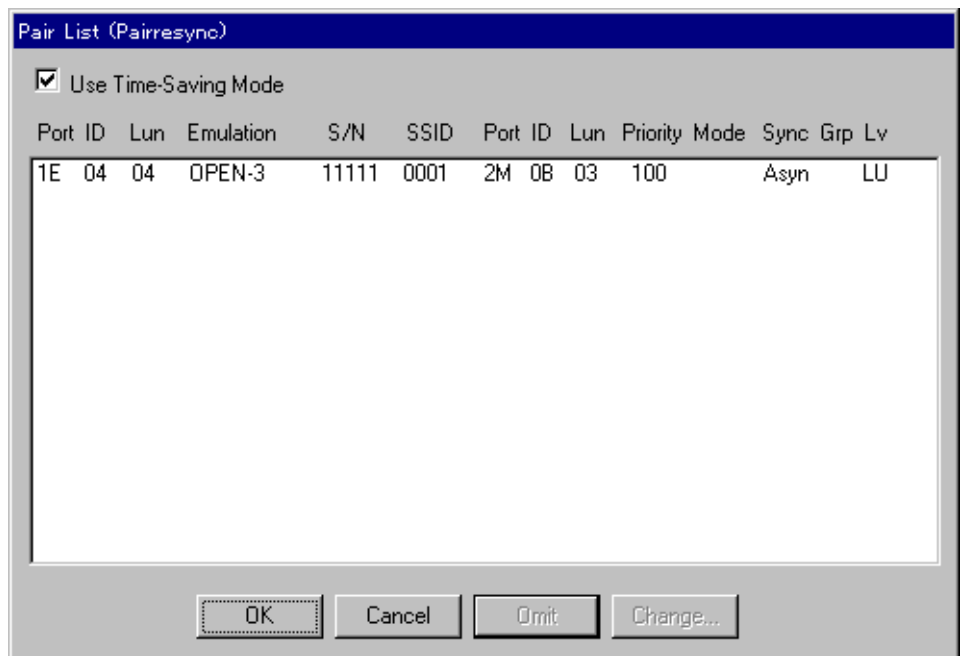 Pair List (Pairresync)
Use Time-Saving Mode
Port ID Lun Emulation S/N SSID Port ID Lun Priority Mode Sync Grp Lv
1E 04 04 OPEN-3 11111 0001 2M 0B 03 100 Asyn LU
OK Cancel Omit Change...